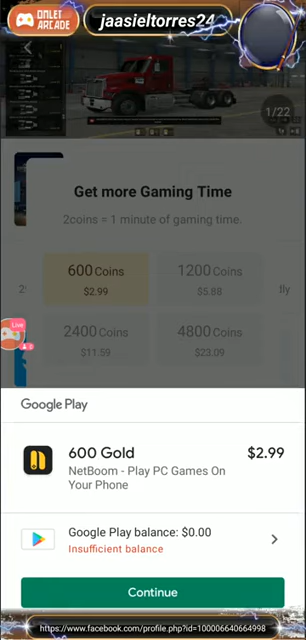 OMLET
ARCADE
jaasieltorres24
1/22
Get more Gaming Time
2coins = 1 minute of gaming time.
600 Coins
$2.99
1200 Coins
$5.88
fly
2400 Coins
$11.59
4800 Coins
$23.09
Live
0
Google Play
600 Gold
$2.99
NetBoom - Play PC Games On
Your Phone
Google Play balance: $0.00
Insufficient balance
Continue
https://www.facebook.com/profile.php?id=100006640664998